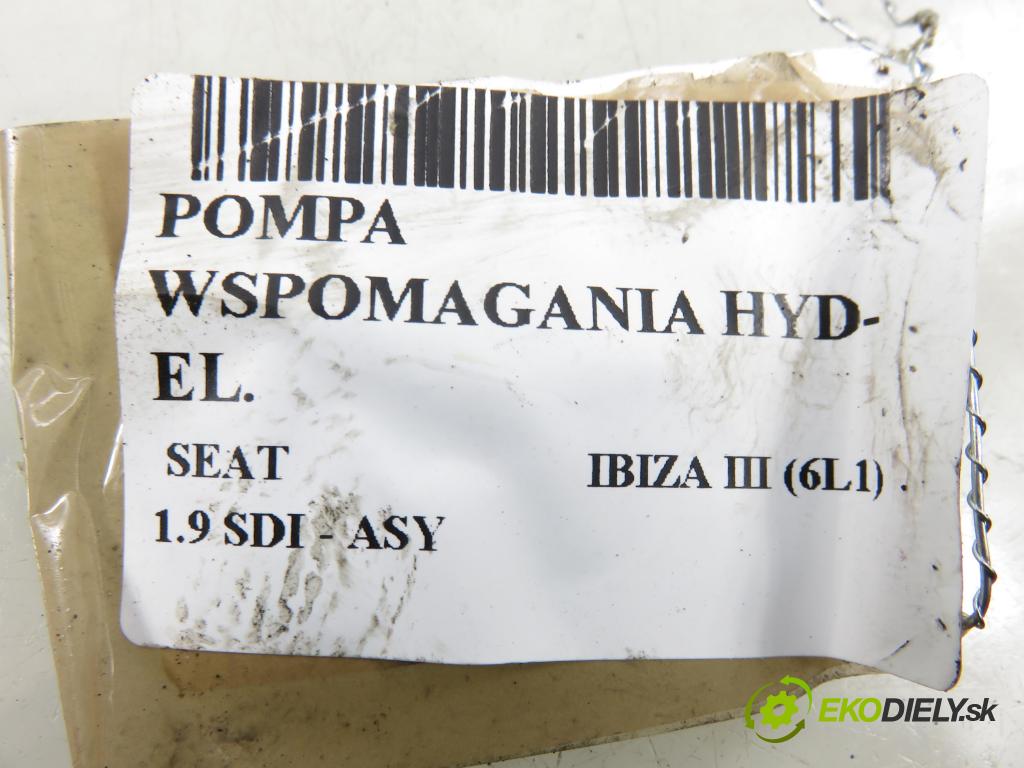 POMPA
WSPOMAGANIA HYD-
EL.
SEAT IBIZA III (6L1) .
1.9 SDI - ASY
EKODIELY.sk